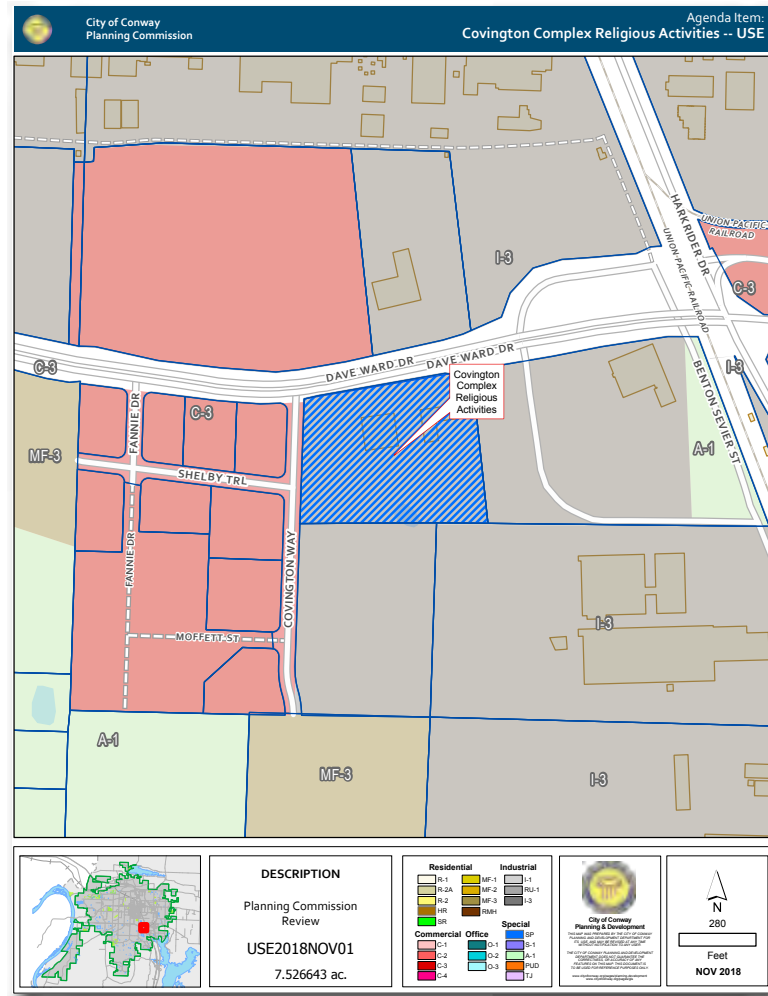 City of Conway
Planning Commission
Agenda Item:
Covington Complex Religious Activities -- USE
HARKRIDER DR
UNION-PACIFIC-RAILROAD
UNION-PACIFIC
RAILROAD
I-3
C-3
C-3
DAVE WARD DR
DAVE WARD DR
Covington
Complex
Religious
Activities
I-3
BENTON SEVIER ST
A-1
FANNIE DR
C-3
MF-3
SHELBY TRL
FANNIE DR
COVINGTON WAY
MOFFETT ST
I-3
A-1
MF-3
I-3
DESCRIPTION
Planning Commission
Review
USE2018NOV01
7.526643 ac.
Residential
R-1
R-2A
R-2
HR
SR
MF-1
MF-2
MF-3
RMH
Industrial
I-1
RU-1
I-3
Commercial
C-1
C-2
C-3
C-4
Office
O-1
O-2
O-3
Special
SP
S-1
A-1
PUD
TJ
City of Conway
Planning & Development
N
280
Feet
NOV 2018